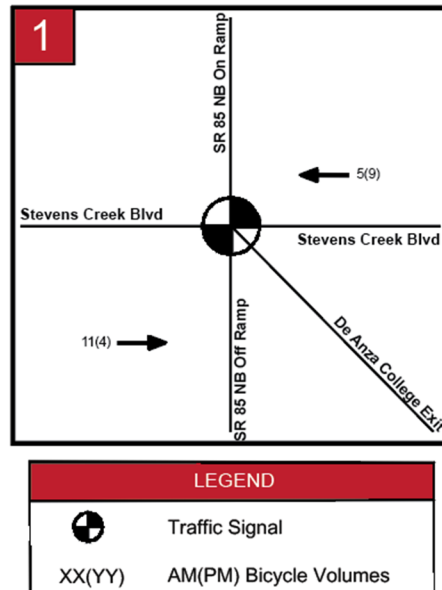 1
SR 85 NB On Ramp
5(9)
Stevens Creek Blvd
Stevens Creek Blvd
11(4)
SR 85 NB Off Ramp
De Anza College Exit
LEGEND
Traffic Signal
XX(YY) AM(PM) Bicycle Volumes